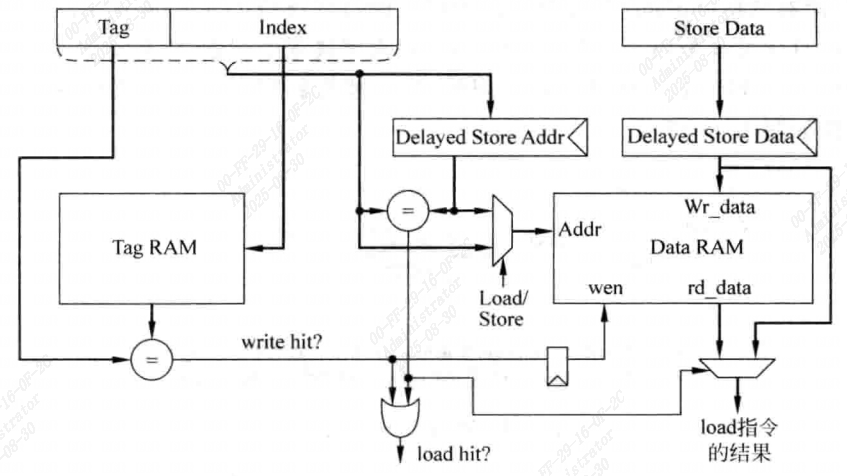 Tag
Index
Store Data
Delayed Store Addr
Delayed Store Data
=
Wr_data
Addr
Tag RAM
Data RAM
Load/
Store
wen
rd_data
=
write hit?
load hit?
load指令
的结果
00-FF-29-16-0F-2C
Administrator
2025-08-30